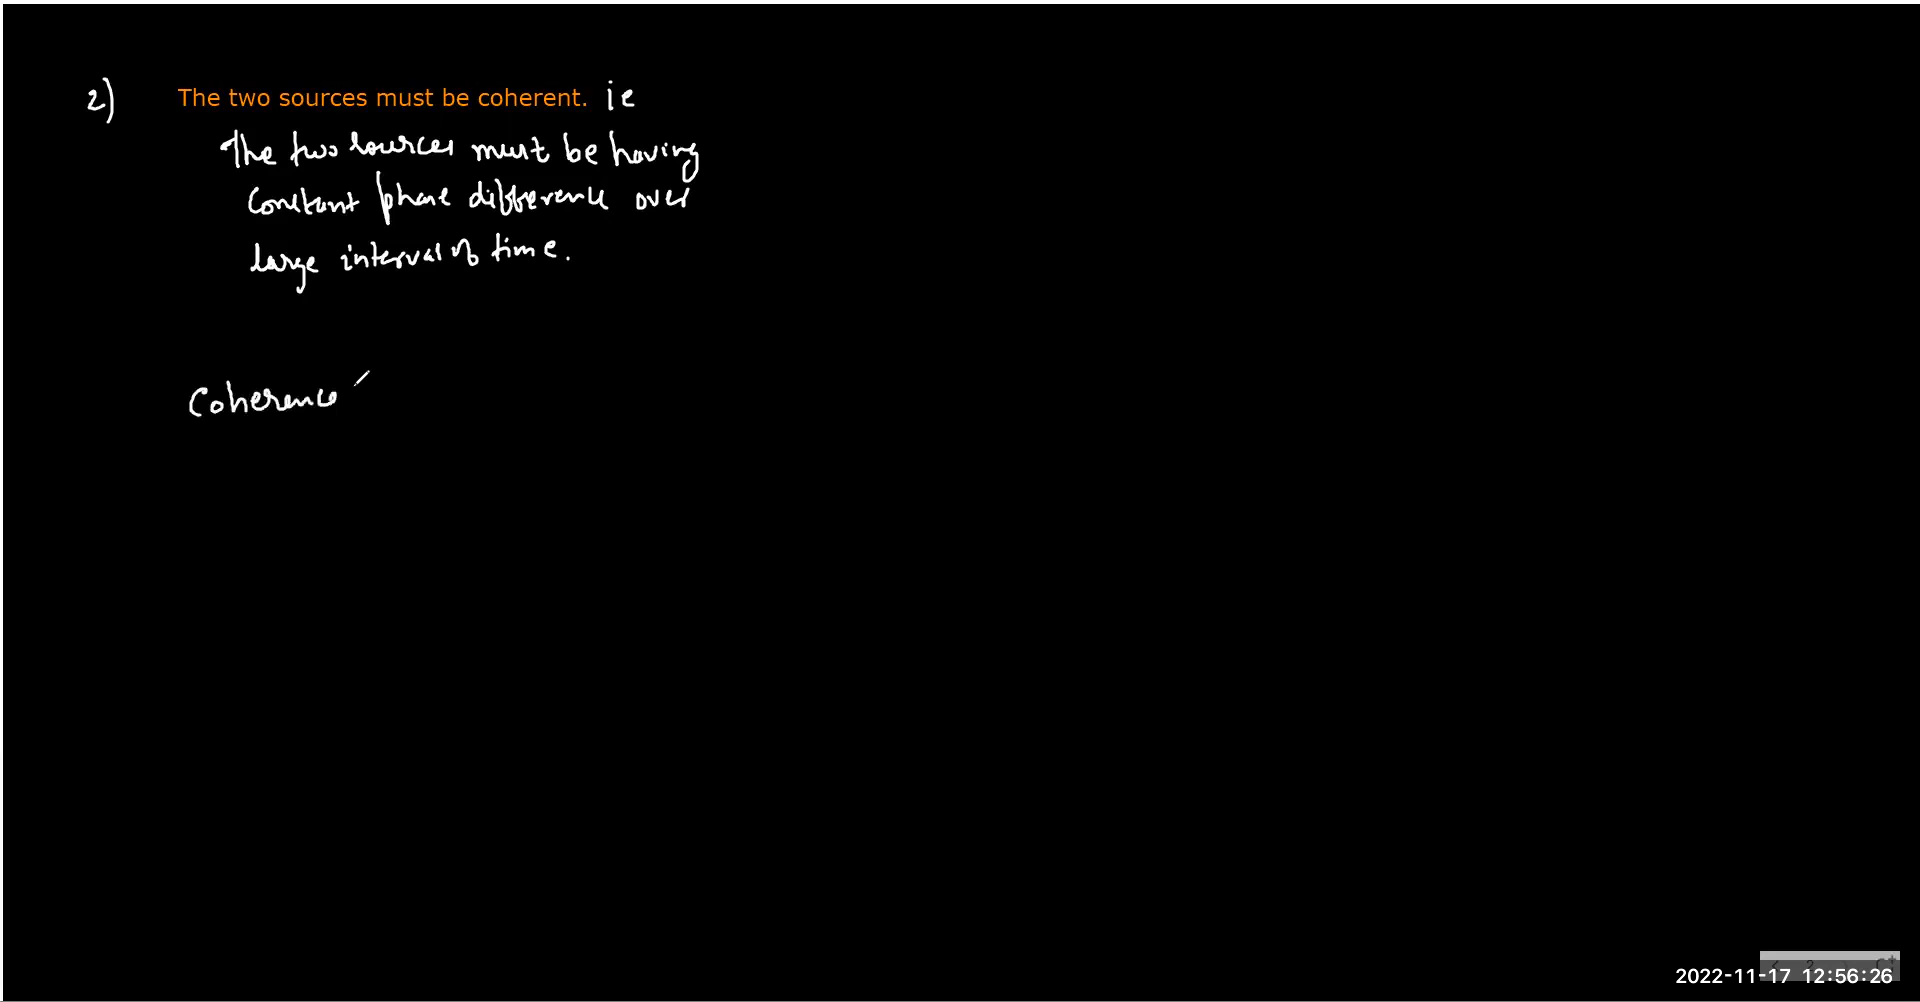 2) The two sources must be coherent. ie
The two sources must be having
constant phase difference over
large interval of time.
Coherence
2022-11-17 12:56:26